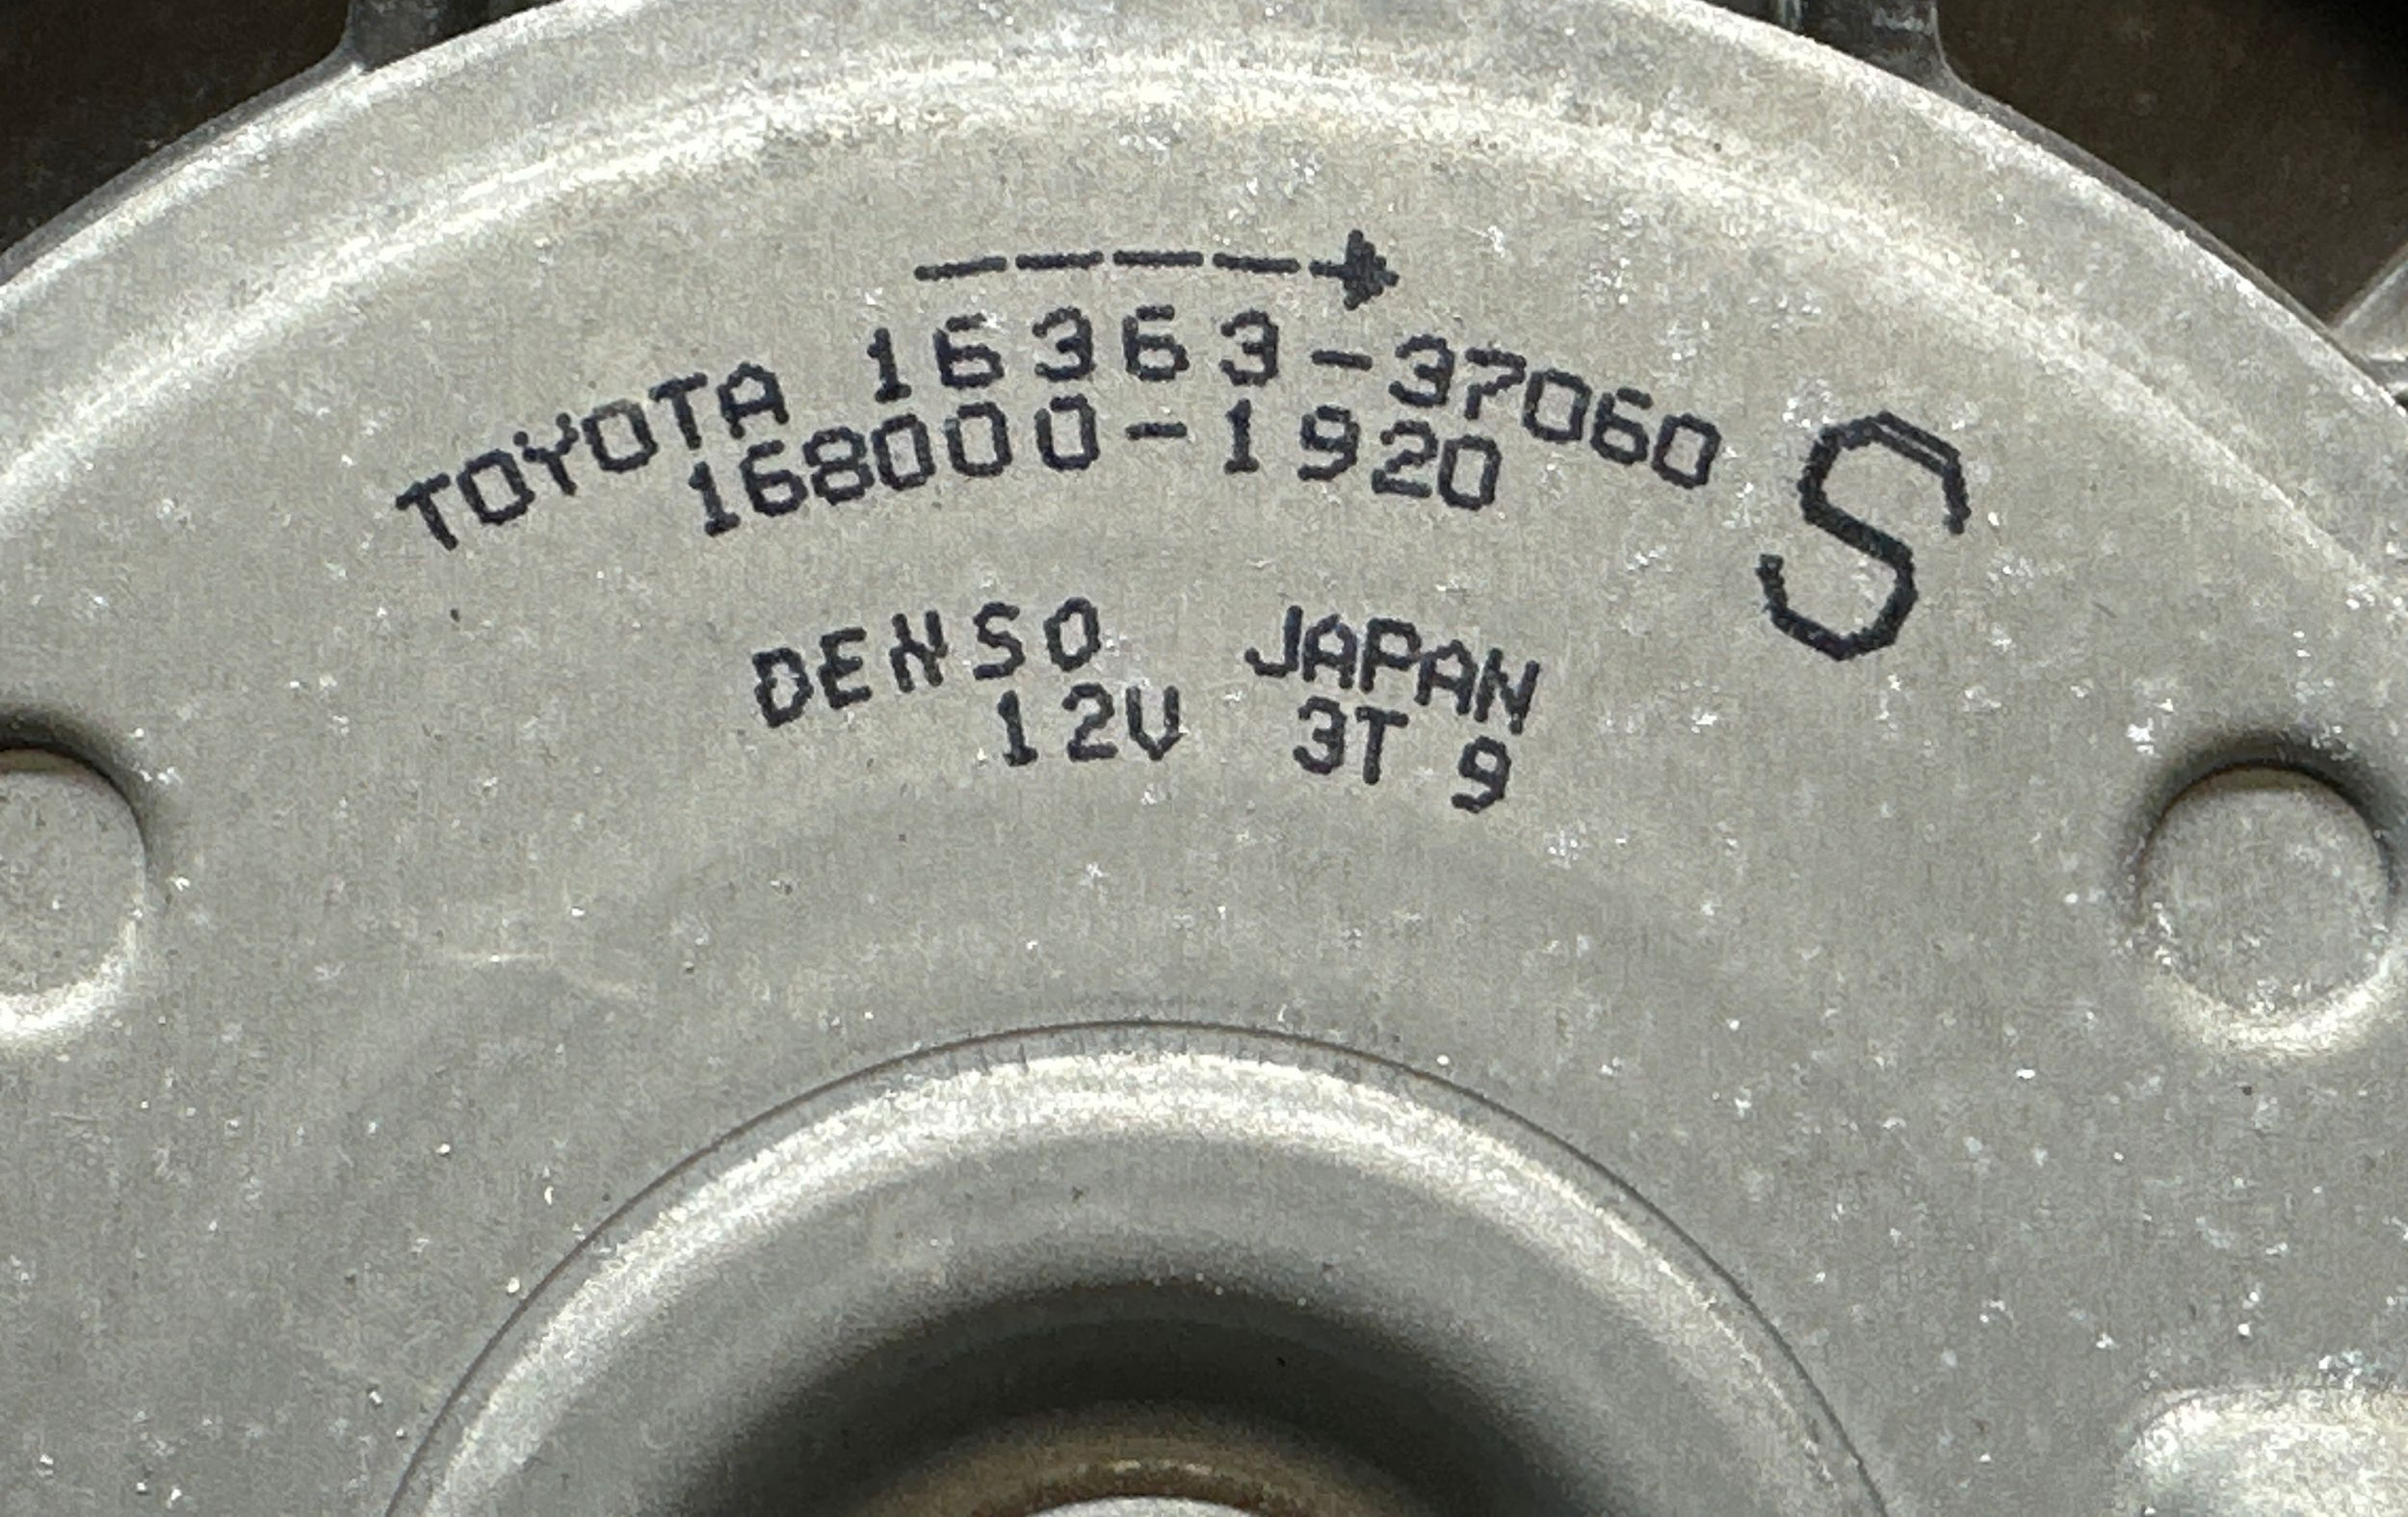 TOYOTA 16363-37060
168000-1920
S
DENSO JAPAN
12V 3T 9